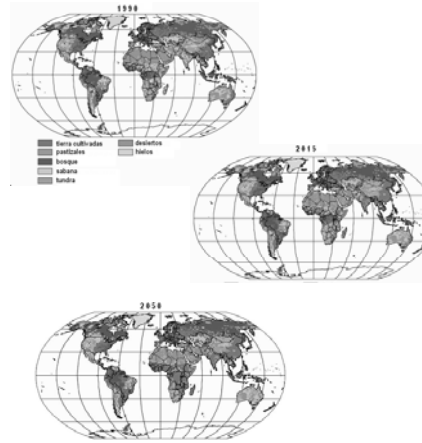 1990
tierra cultivadas
pastizales
bosque
sabana
tundra
desiertos
hielos
2015
2050